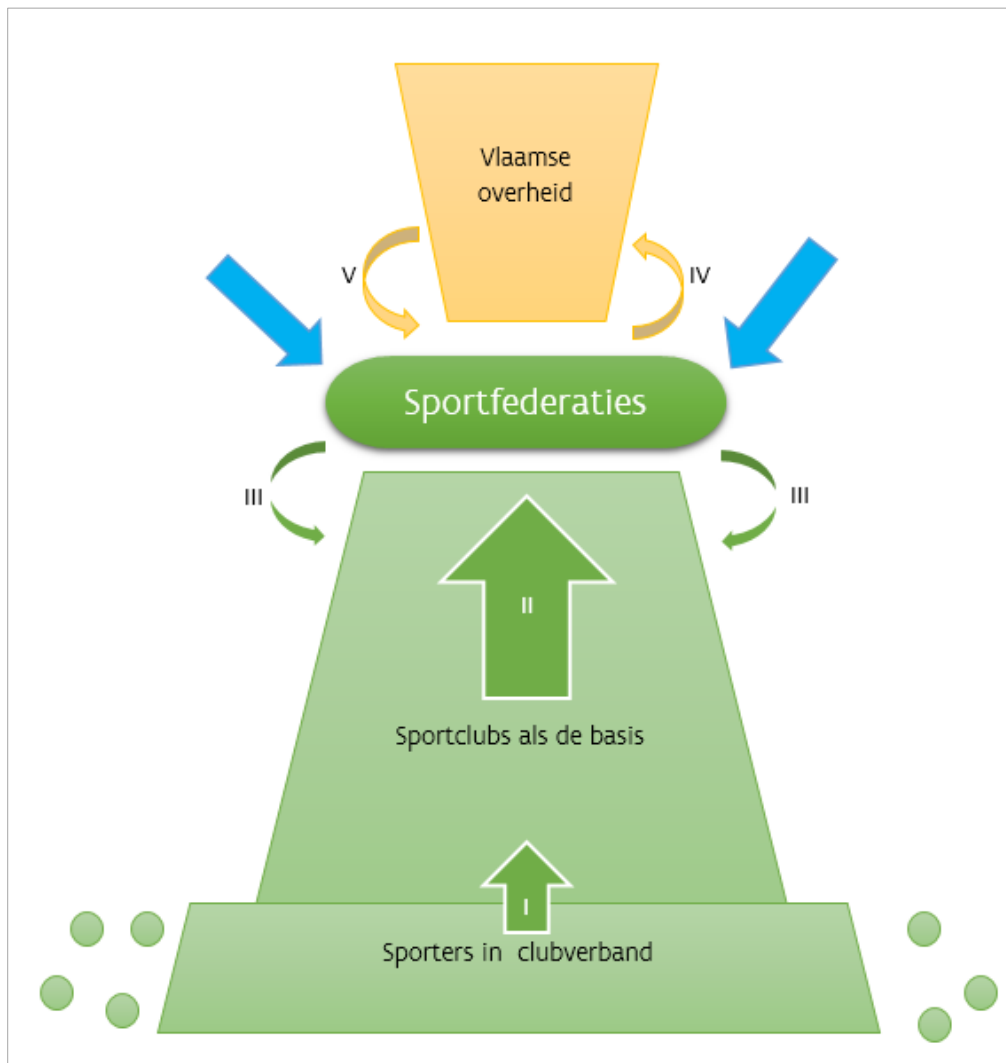 Vlaamse
overheid
V
IV
Sportfederaties
III
III
II
Sportclubs als de basis
I
Sporters in clubverband